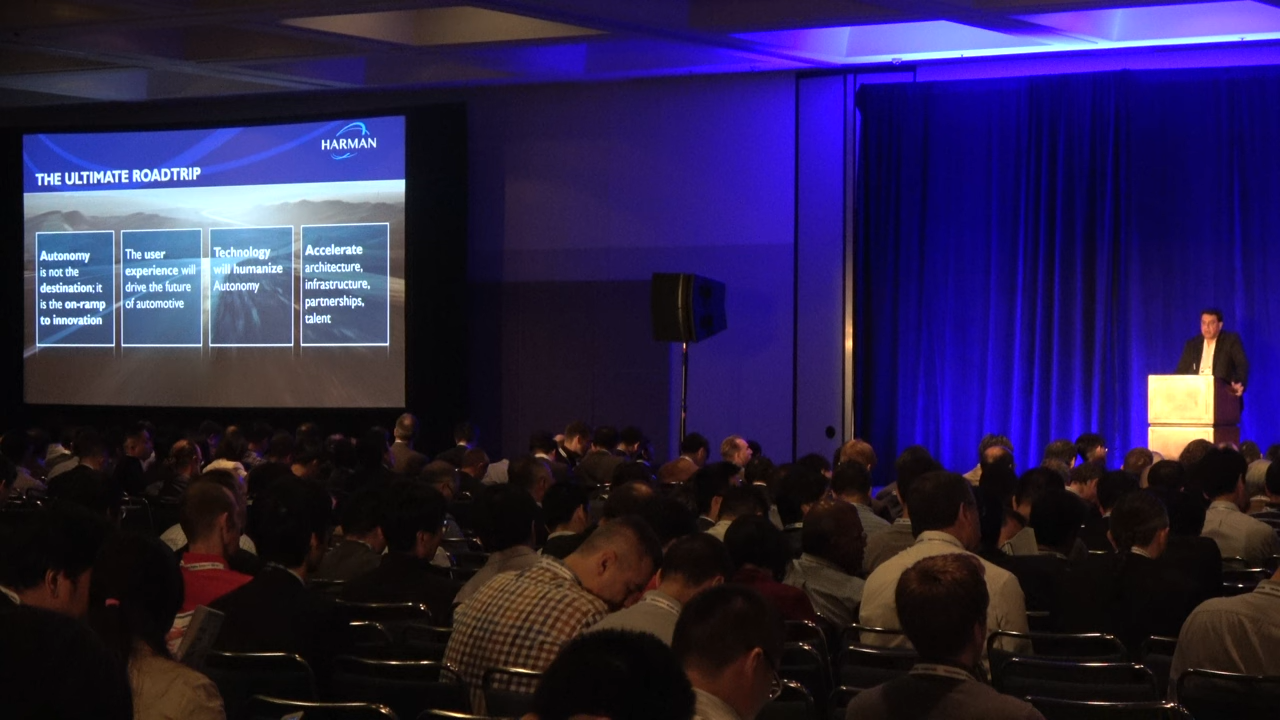 HARMAN
THE ULTIMATE ROADTRIP
Autonomy
is not the
destination; it
is the on-ramp
to innovation
The user
experience will
drive the future
of automotive
Technology
will humanize
Autonomy
Accelerate
architecture,
infrastructure,
partnerships,
talent